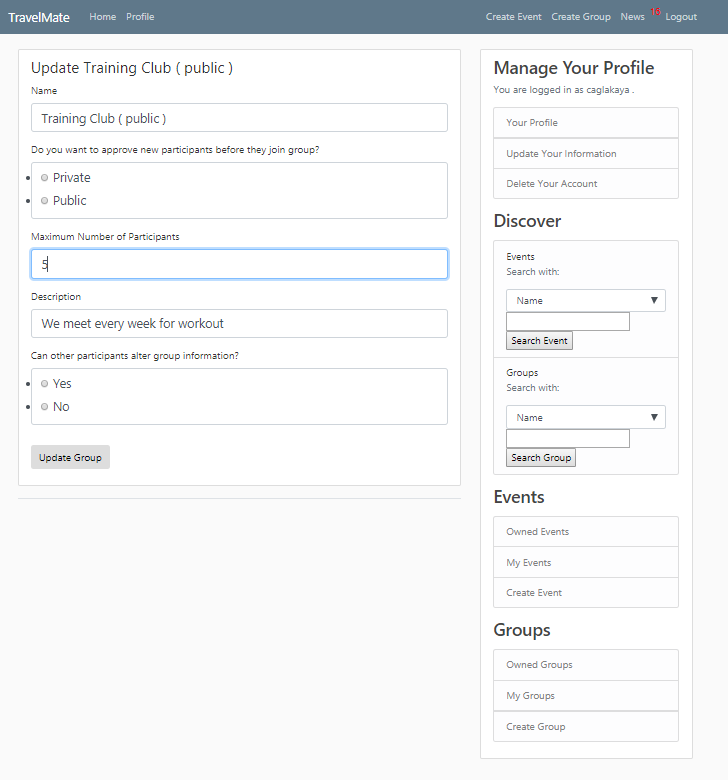 TravelMate Home Profile Create Event Create Group News 16 Logout
Update Training Club ( public )
Name
Training Club ( public )
Do you want to approve new participants before they join group?
Private
Public
Maximum Number of Participants
5
Description
We meet every week for workout
Can other participants alter group information?
Yes
No
Update Group
Manage Your Profile
You are logged in as caglakaya .
Your Profile
Update Your Information
Delete Your Account
Discover
Events
Search with:
Name
Search Event
Groups
Search with:
Name
Search Group
Events
Owned Events
My Events
Create Event
Groups
Owned Groups
My Groups
Create Group